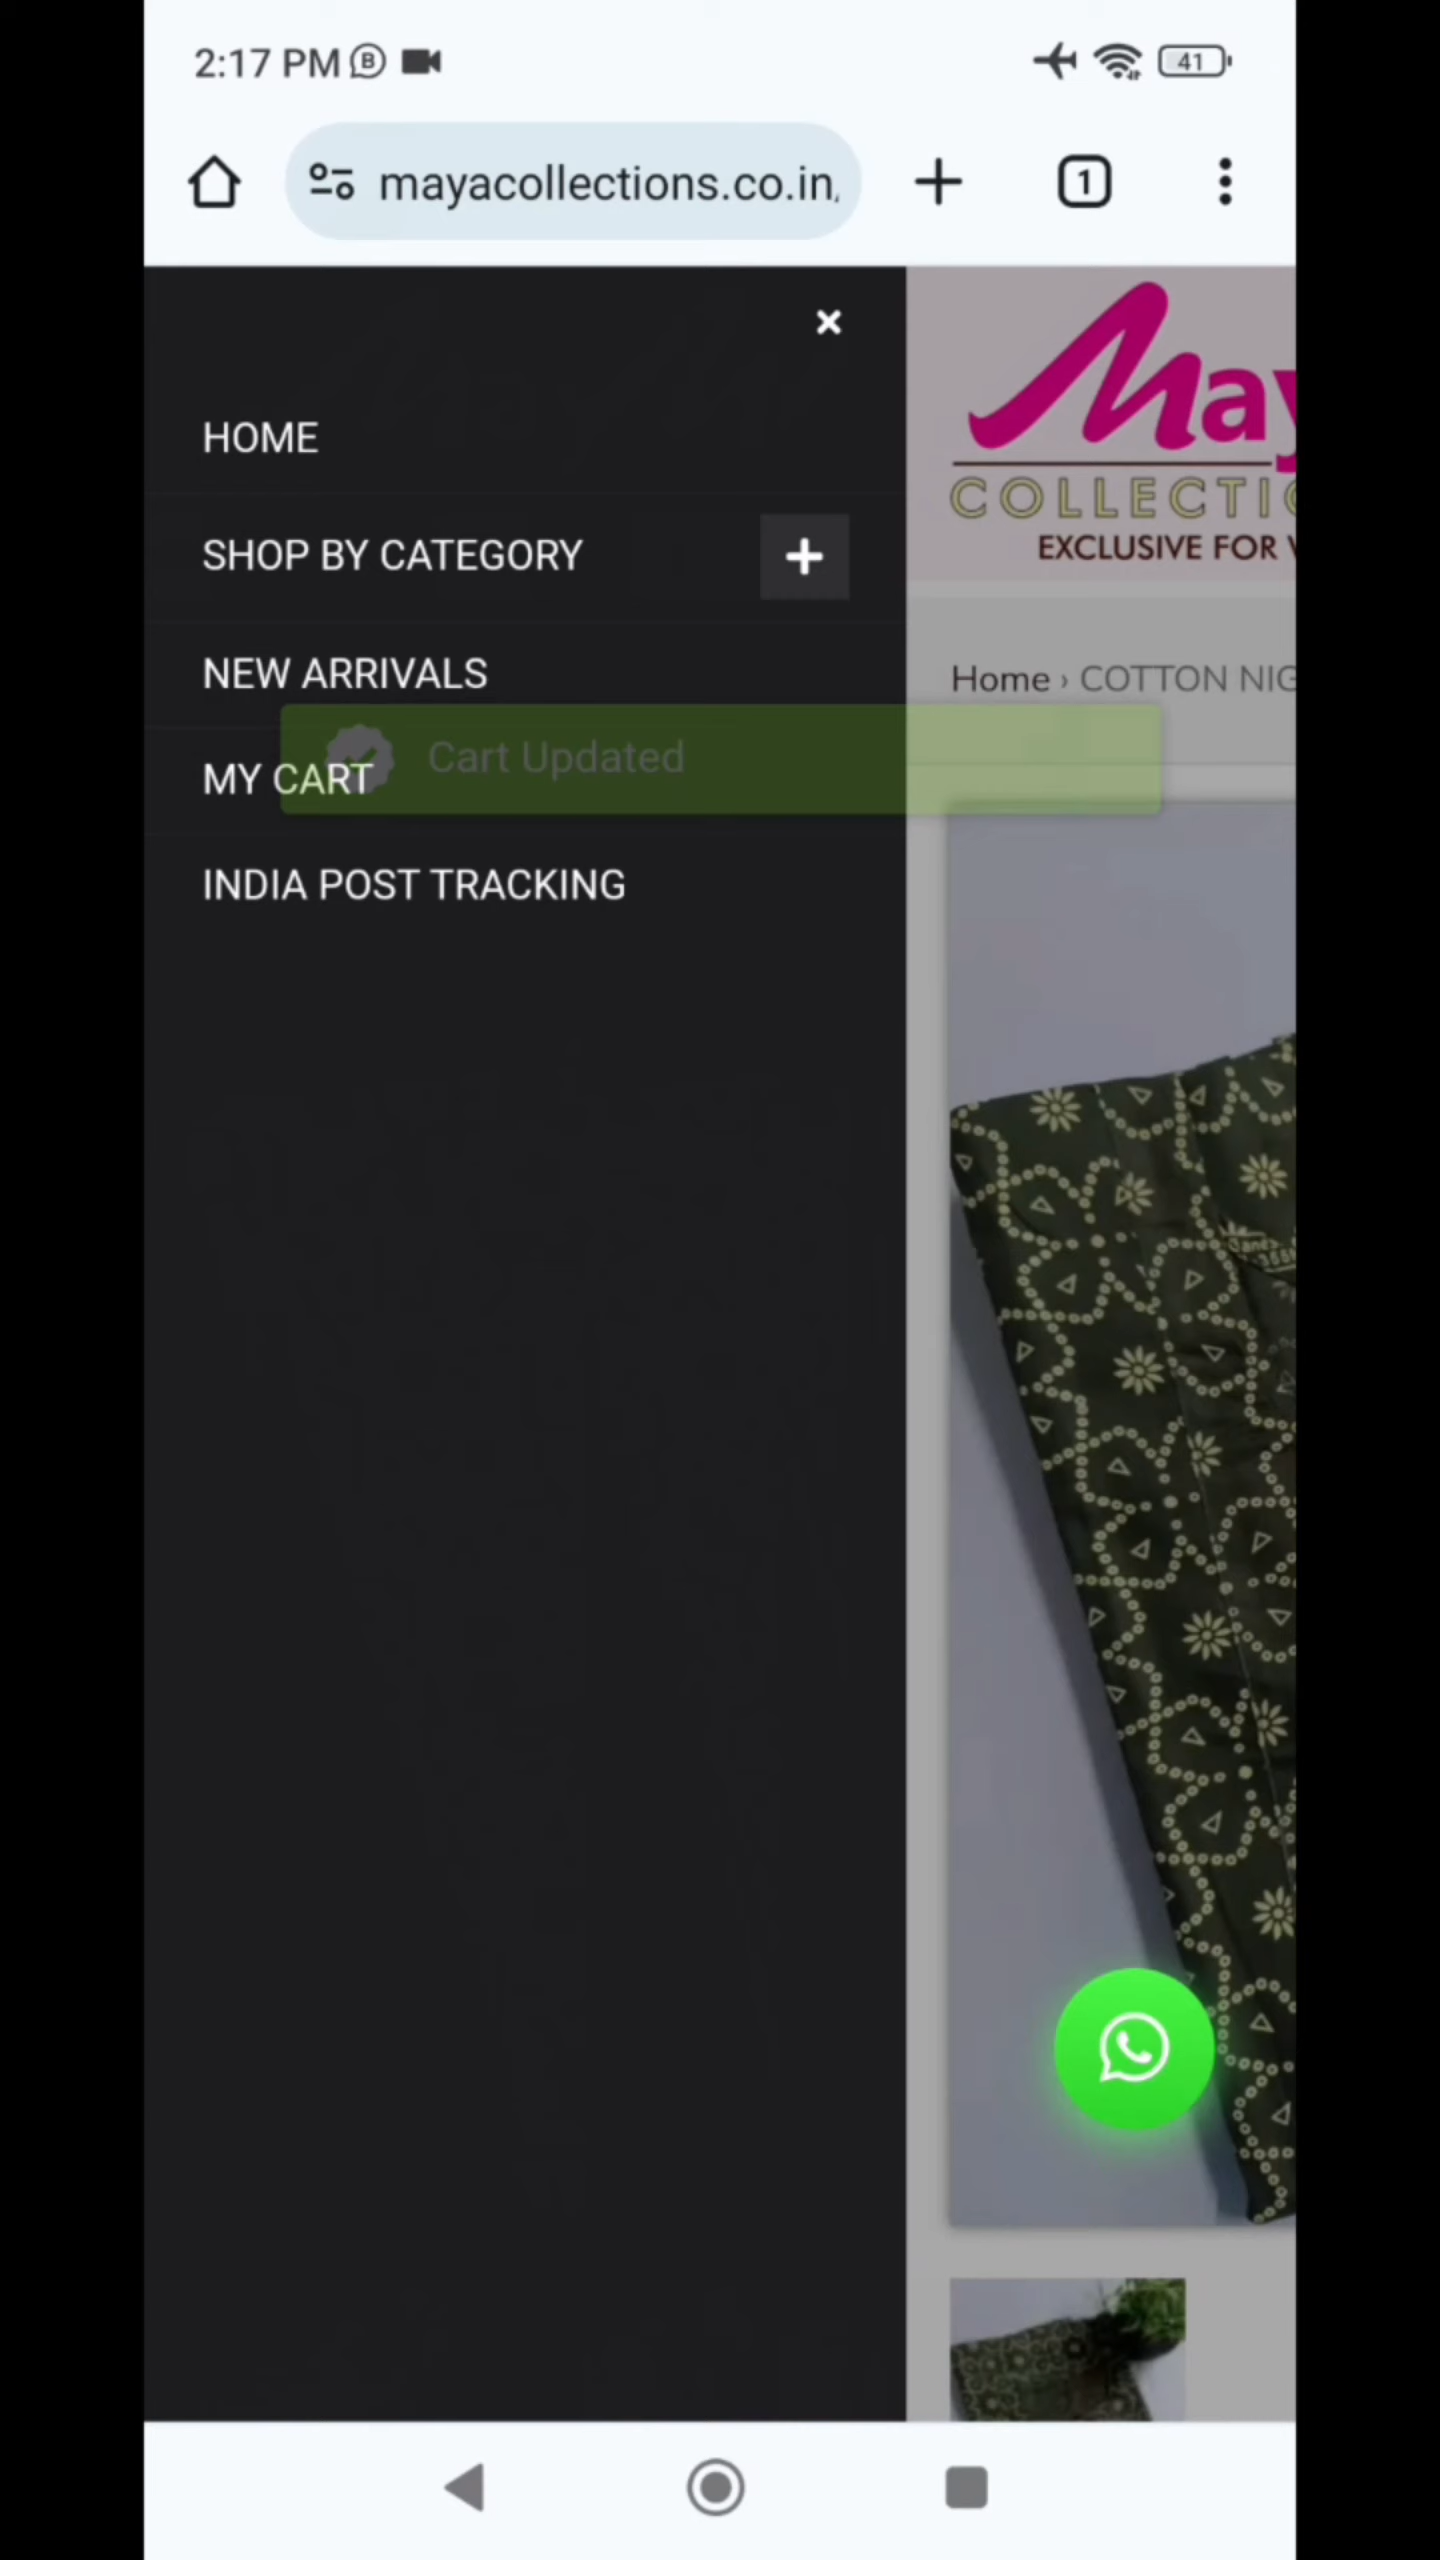 2:17 PM
41
mayacollections.co.in
1
May
COLLECTIO
EXCLUSIVE FOR
HOME
SHOP BY CATEGORY
NEW ARRIVALS
Home › COTTON NIG
Cart Updated
MY CART
INDIA POST TRACKING